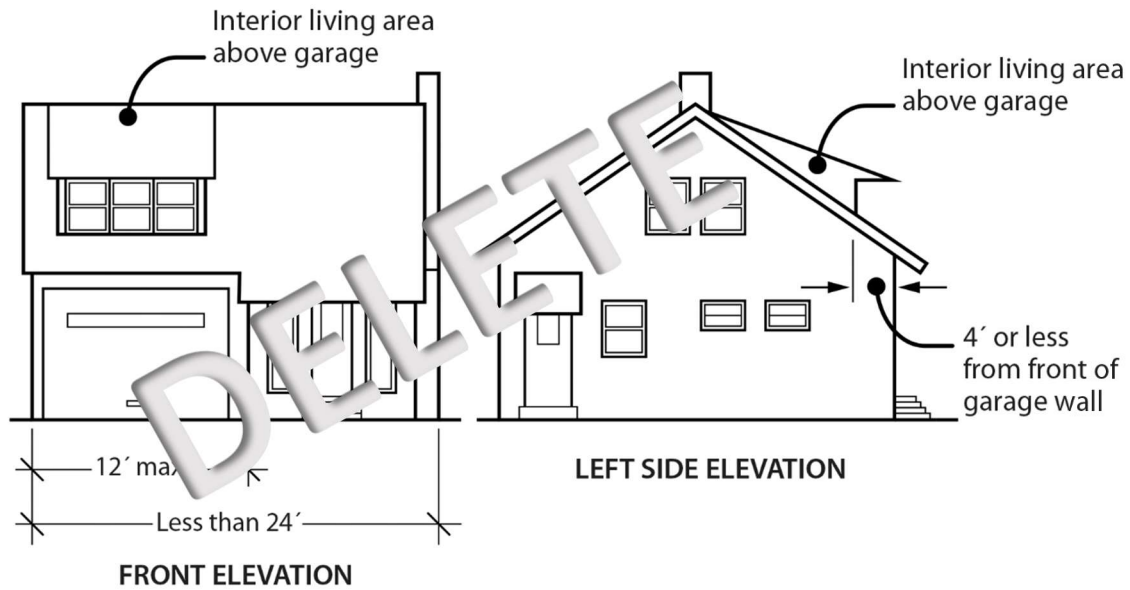 Interior living area
above garage
Interior living area
above garage
DELETE
4´ or less
from front of
garage wall
12´ max
LEFT SIDE ELEVATION
Less than 24´
FRONT ELEVATION